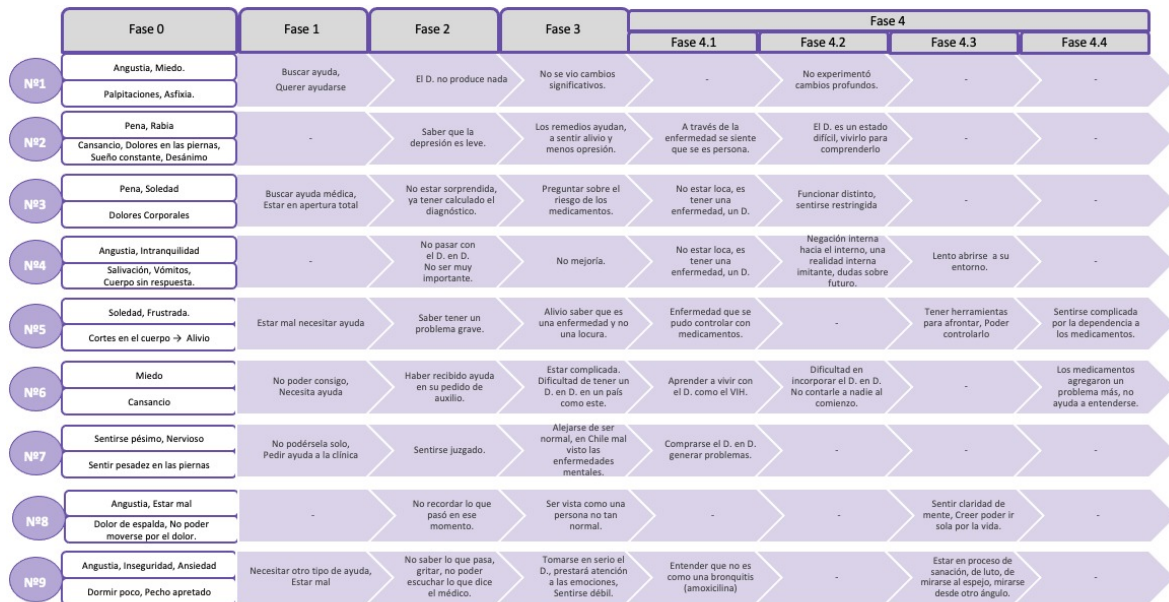 Fase 0
Fase 1
Fase 2
Fase 3
Fase 4
Fase 4.1
Fase 4.2
Fase 4.3
Fase 4.4
Nº1
Angustia, Miedo.
Palpitaciones, Asfixia.
Buscar ayuda,
Querer ayudarse
El D. no produce nada
No se vio cambios
significativos.
-
No experimentó
cambios profundos.
-
-
Nº2
Pena, Rabia
Cansancio, Dolores en las piernas,
Sueño constante, Desánimo
-
Saber que la
depresión es leve.
Los remedios ayudan,
a sentir alivio y
menos opresión.
A través de la
enfermedad se siente
que se es persona.
El D. es un estado
difícil, vivirlo para
comprenderlo
-
-
Nº3
Pena, Soledad
Dolores Corporales
Buscar ayuda médica,
Estar en apertura total
No estar sorprendida,
ya tener calculado el
diagnóstico.
Preguntar sobre el
riesgo de los
medicamentos.
No estar loca, es
tener una
enfermedad, un D.
Funcionar distinto,
sentirse restringida
-
-
Nº4
Angustia, Intranquilidad
Salivación, Vómitos,
Cuerpo sin respuesta.
-
No pasar con
el D. en D.
No ser muy
importante.
No mejoría.
No estar loca, es
tener una
enfermedad, un D.
Negación interna
hacia el interno, una
realidad interna
imitante, dudas sobre
futuro.
Lento abrirse a su
entorno.
-
Nº5
Soledad, Frustrada.
Cortes en el cuerpo → Alivio
Estar mal necesitar ayuda
Saber tener un
problema grave.
Alivio saber que es
una enfermedad y no
una locura.
Enfermedad que se
pudo controlar con
medicamentos.
-
Tener herramientas
para afrontar, Poder
controlarlo
Sentirse complicada
por la dependencia a
los medicamentos.
Nº6
Miedo
Cansancio
No poder consigo,
Necesita ayuda
Haber recibido ayuda
en su pedido de
auxilio.
Estar complicada.
Dificultad de tener un
D. en D. en un país
como este.
Aprender a vivir con
el D. como el VIH.
Dificultad en
incorporar el D. en D.
No contarle a nadie al
comienzo.
-
Los medicamentos
agregaron un
problema más, no
ayuda a entenderse.
Nº7
Sentirse pésimo, Nervioso
Sentir pesadez en las piernas
No podérsela solo,
Pedir ayuda a la clínica
Sentirse juzgado.
Alejarse de ser
normal, en Chile mal
visto las
enfermedades
mentales.
Comprarse el D. en D.
generar problemas.
-
-
-
Nº8
Angustia, Estar mal
Dolor de espalda, No poder
moverse por el dolor.
-
No recordar lo que
pasó en ese
momento.
Ser vista como una
persona no tan
normal.
-
-
Sentir claridad de
mente, Creer poder ir
sola por la vida.
-
Nº9
Angustia, Inseguridad, Ansiedad
Dormir poco, Pecho apretado
Necesitar otro tipo de ayuda,
Estar mal
No saber lo que pasa,
gritar, no poder
escuchar lo que dice
el médico.
Tomarse en serio el
D., prestará atención
a las emociones,
Sentirse débil.
Entender que no es
como una bronquitis
(amoxicilina)
-
Estar en proceso de
sanación, de luto, de
mirarse al espejo, mirarse
desde otro ángulo.
-